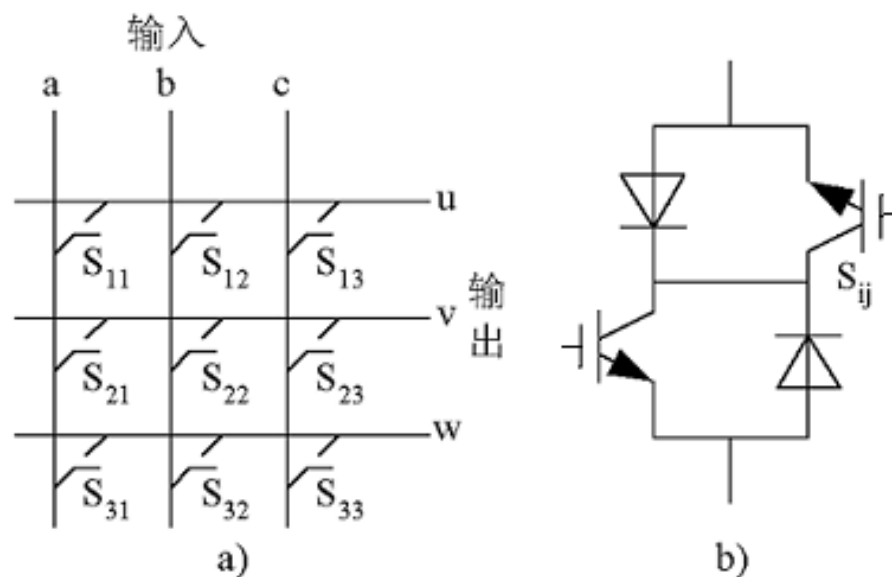 输入
a b c
u
S11 S12 S13
v
输出
S21 S22 S23
w
S31 S32 S33
a)
Sij
b)